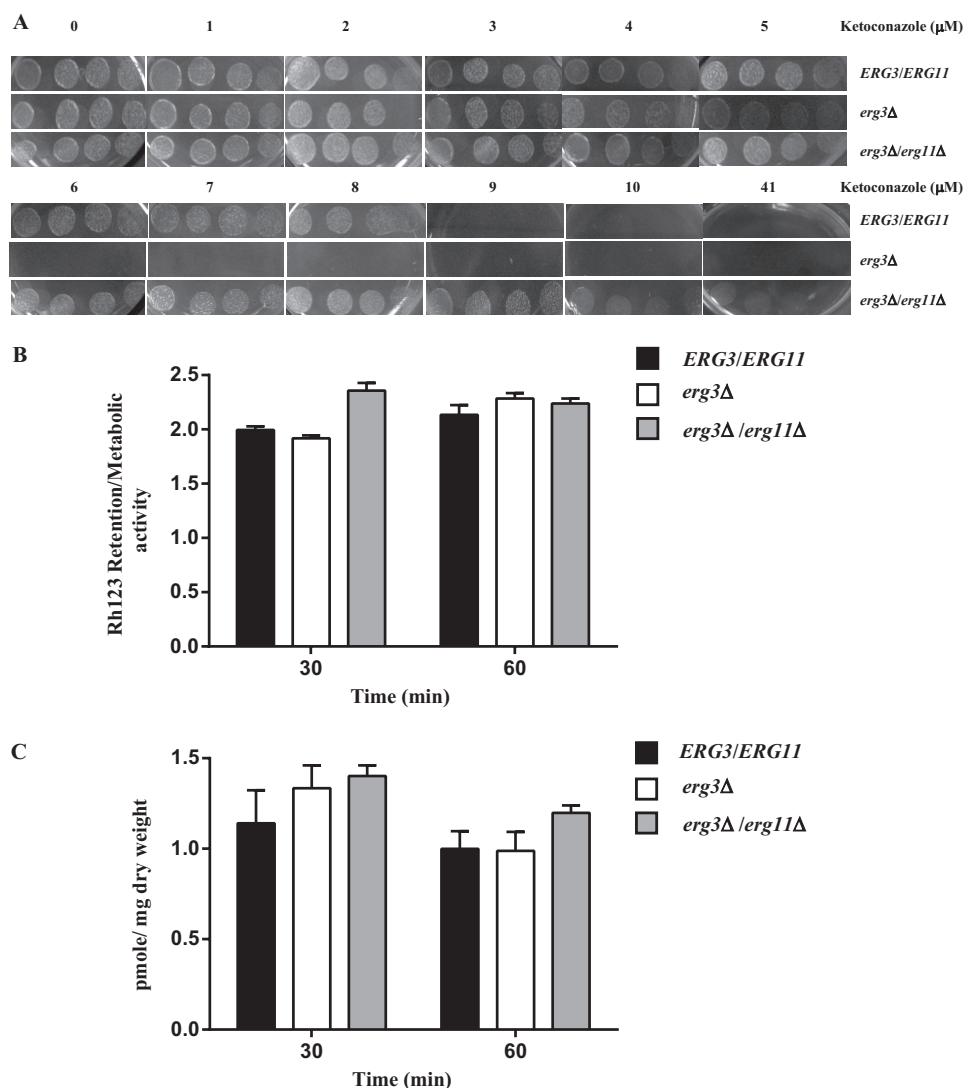 A
0 1 2 3 4 5 Ketoconazole (μM)
ERG3/ERG11
erg3Δ
erg3Δ/erg11Δ
6 7 8 9 10 41 Ketoconazole (μM)
ERG3/ERG11
erg3Δ
erg3Δ/erg11Δ
B
Rh123 Retention/Metabolic
activity
2.5
2.0
1.5
1.0
0.5
0.0
30 60
Time (min)
ERG3/ERG11
erg3Δ
erg3Δ /erg11Δ
C
pmole/ mg dry weight
1.5
1.0
0.5
0.0
30 60
Time (min)
ERG3/ERG11
erg3Δ
erg3Δ /erg11Δ